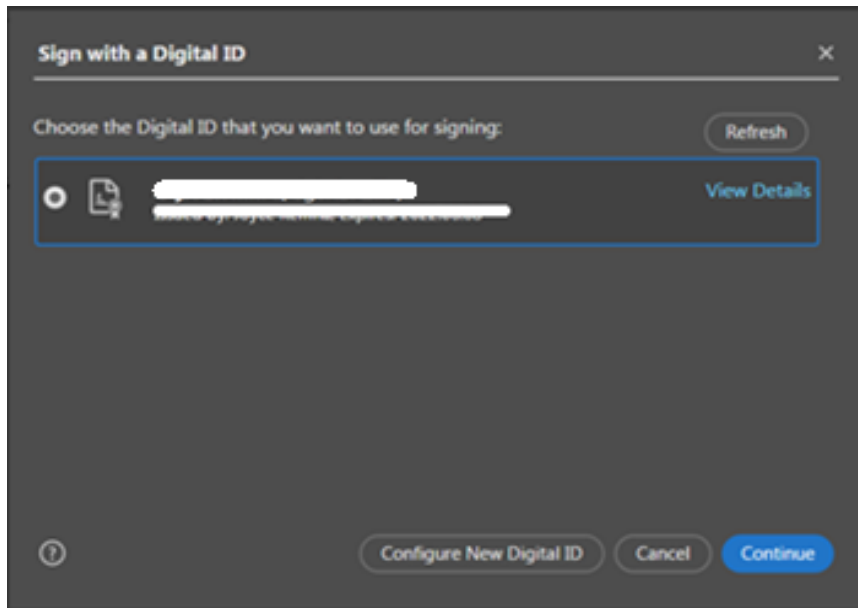 Sign with a Digital ID
Choose the Digital ID that you want to use for signing:
Refresh
View Details
Configure New Digital ID
Cancel
Continue